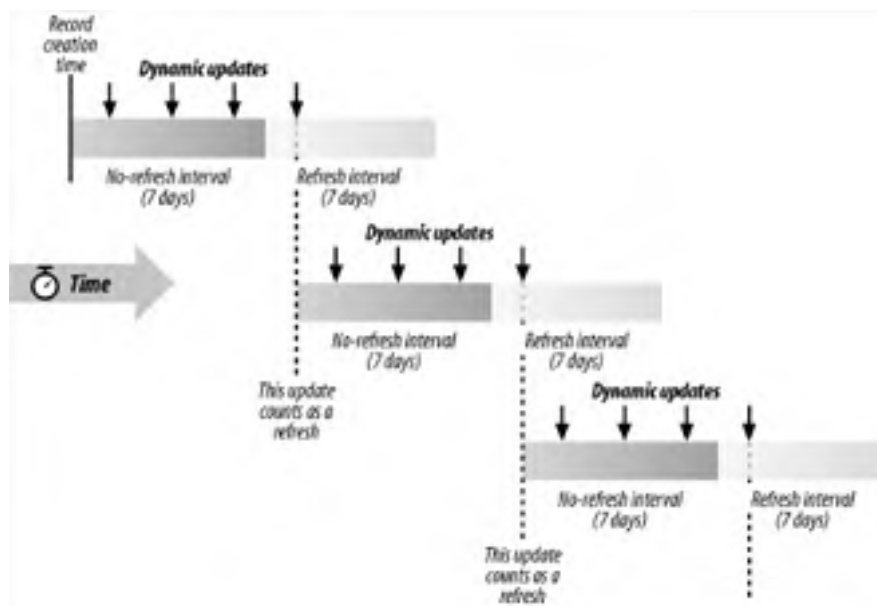 Record
creation
time
Dynamic updates
No-refresh interval
(7 days)
Refresh interval
(7 days)
Dynamic updates
Time
No-refresh interval
(7 days)
Refresh interval
(7 days)
This update
counts as a
refresh
Dynamic updates
No-refresh interval
(7 days)
Refresh interval
(7 days)
This update
counts as a
refresh